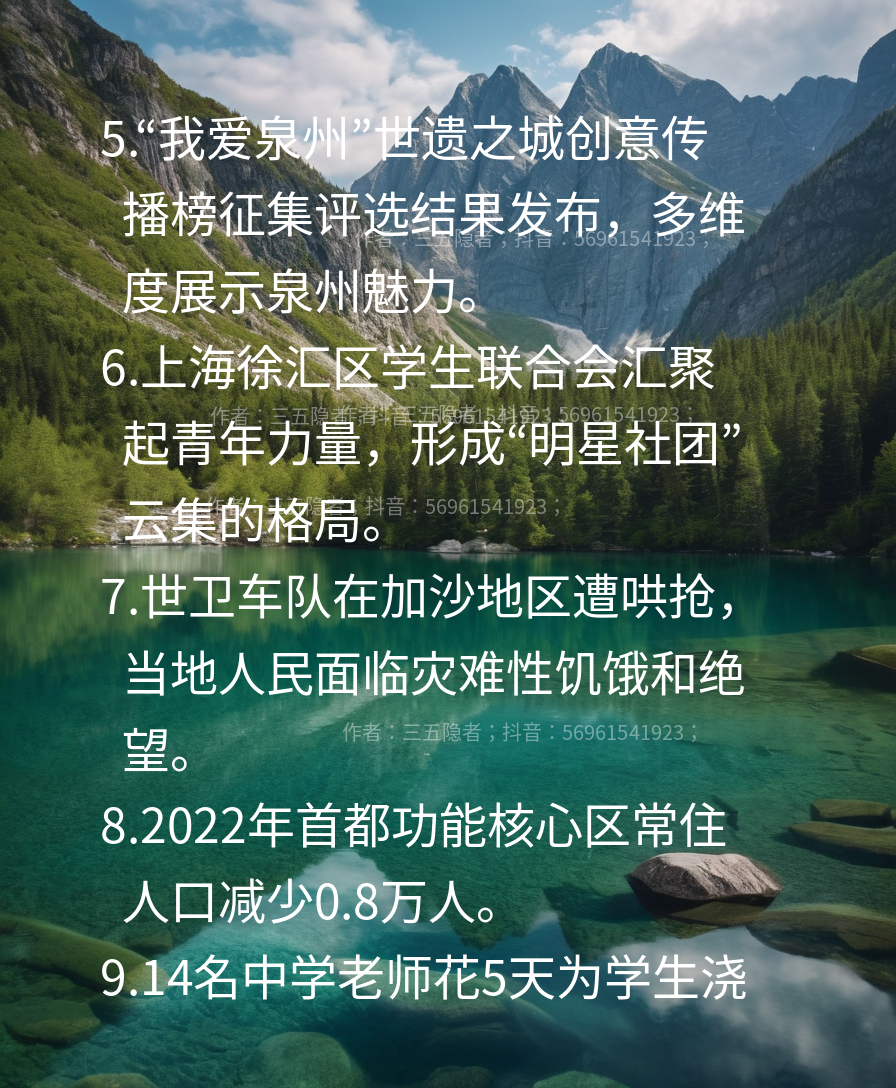 5.“我爱泉州”世遗之城创意传
播榜征集评选结果发布，多维
作者：三五隐者；抖音：56961541923；
度展示泉州魅力。
6.上海徐汇区学生联合会汇聚
作者：三五隐者；抖音：56961541923；
起青年力量，形成“明星社团”
作者：三五隐者；抖音：56961541923；
云集的格局。
7.世卫车队在加沙地区遭哄抢，
当地人民面临灾难性饥饿和绝
作者：三五隐者；抖音：56961541923；
望。
8.2022年首都功能核心区常住
人口减少0.8万人。
9.14名中学老师花5天为学生浇